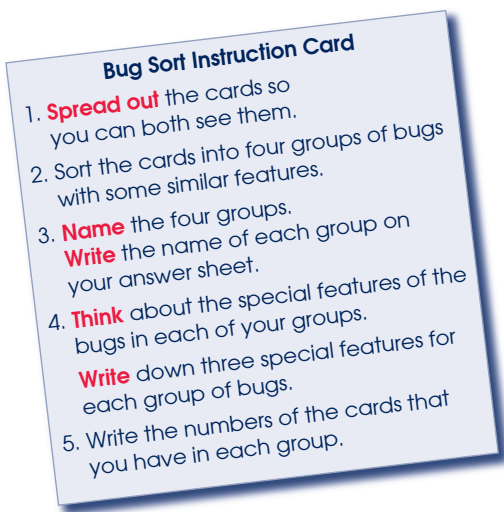 Bug Sort Instruction Card
1. Spread out the cards so
you can both see them.
2. Sort the cards into four groups of bugs
with some similar features.
3. Name the four groups.
Write the name of each group on
your answer sheet.
4. Think about the special features of the
bugs in each of your groups.
Write down three special features for
each group of bugs.
5. Write the numbers of the cards that
you have in each group.